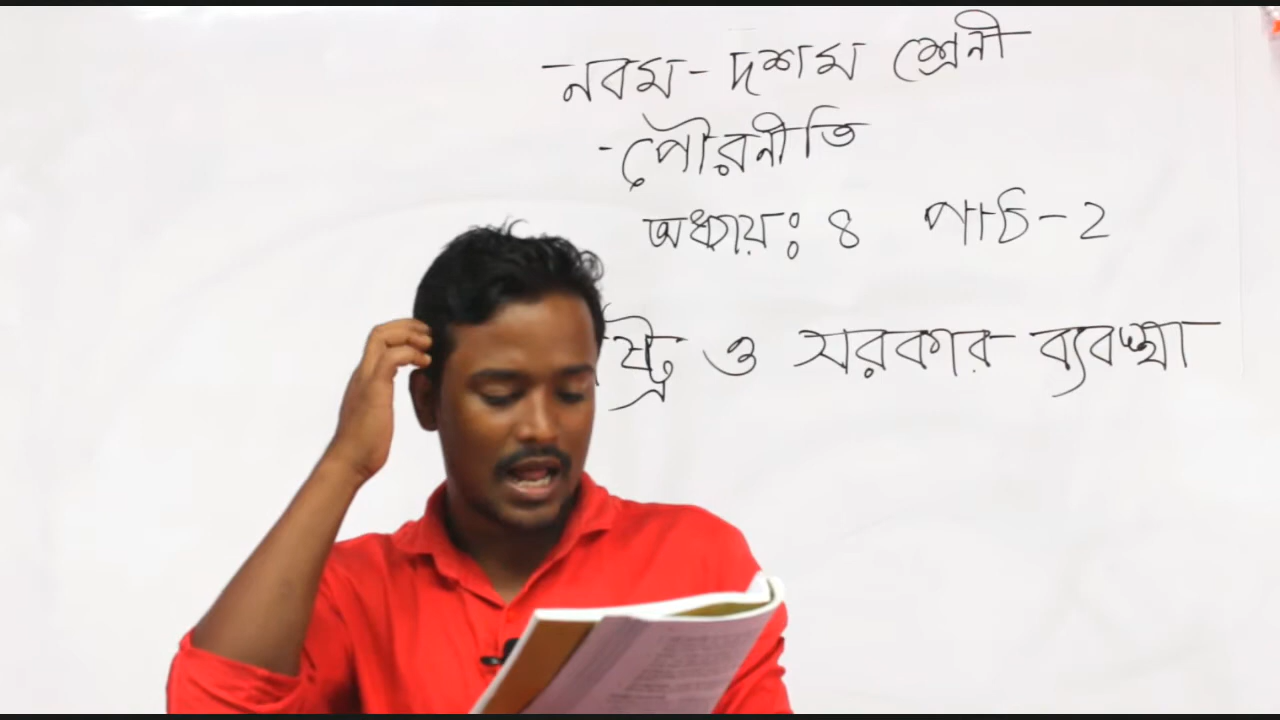 নবম - দশম শ্রেনী
- পৌরনীতি
অধ্যায়ঃ ৪ পাঠ - 2
ও সরকার ব্যবস্থা